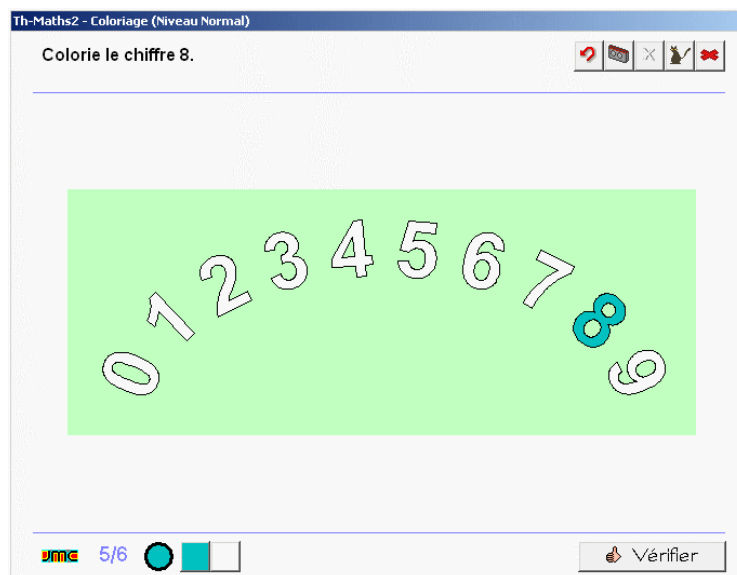 Th-Maths2 - Coloriage (Niveau Normal)
Colorie le chiffre 8.
0 1 2 3 4 5 6 7 8 9
JMC 5/6 Vérifier